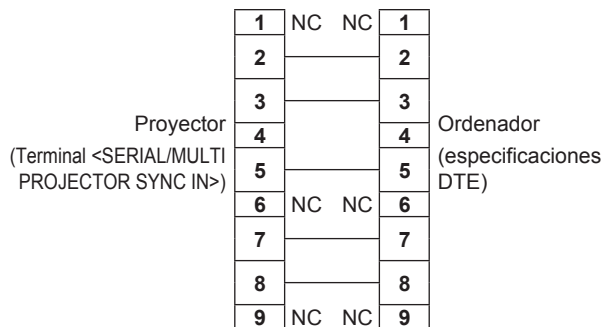 1 NC NC 1
2 2
3 3
Proyector
(Terminal <SERIAL/MULTI
PROJECTOR SYNC IN>)
4 4
Ordenador
(especificaciones
DTE)
5 5
6 NC NC 6
7 7
8 8
9 NC NC 9